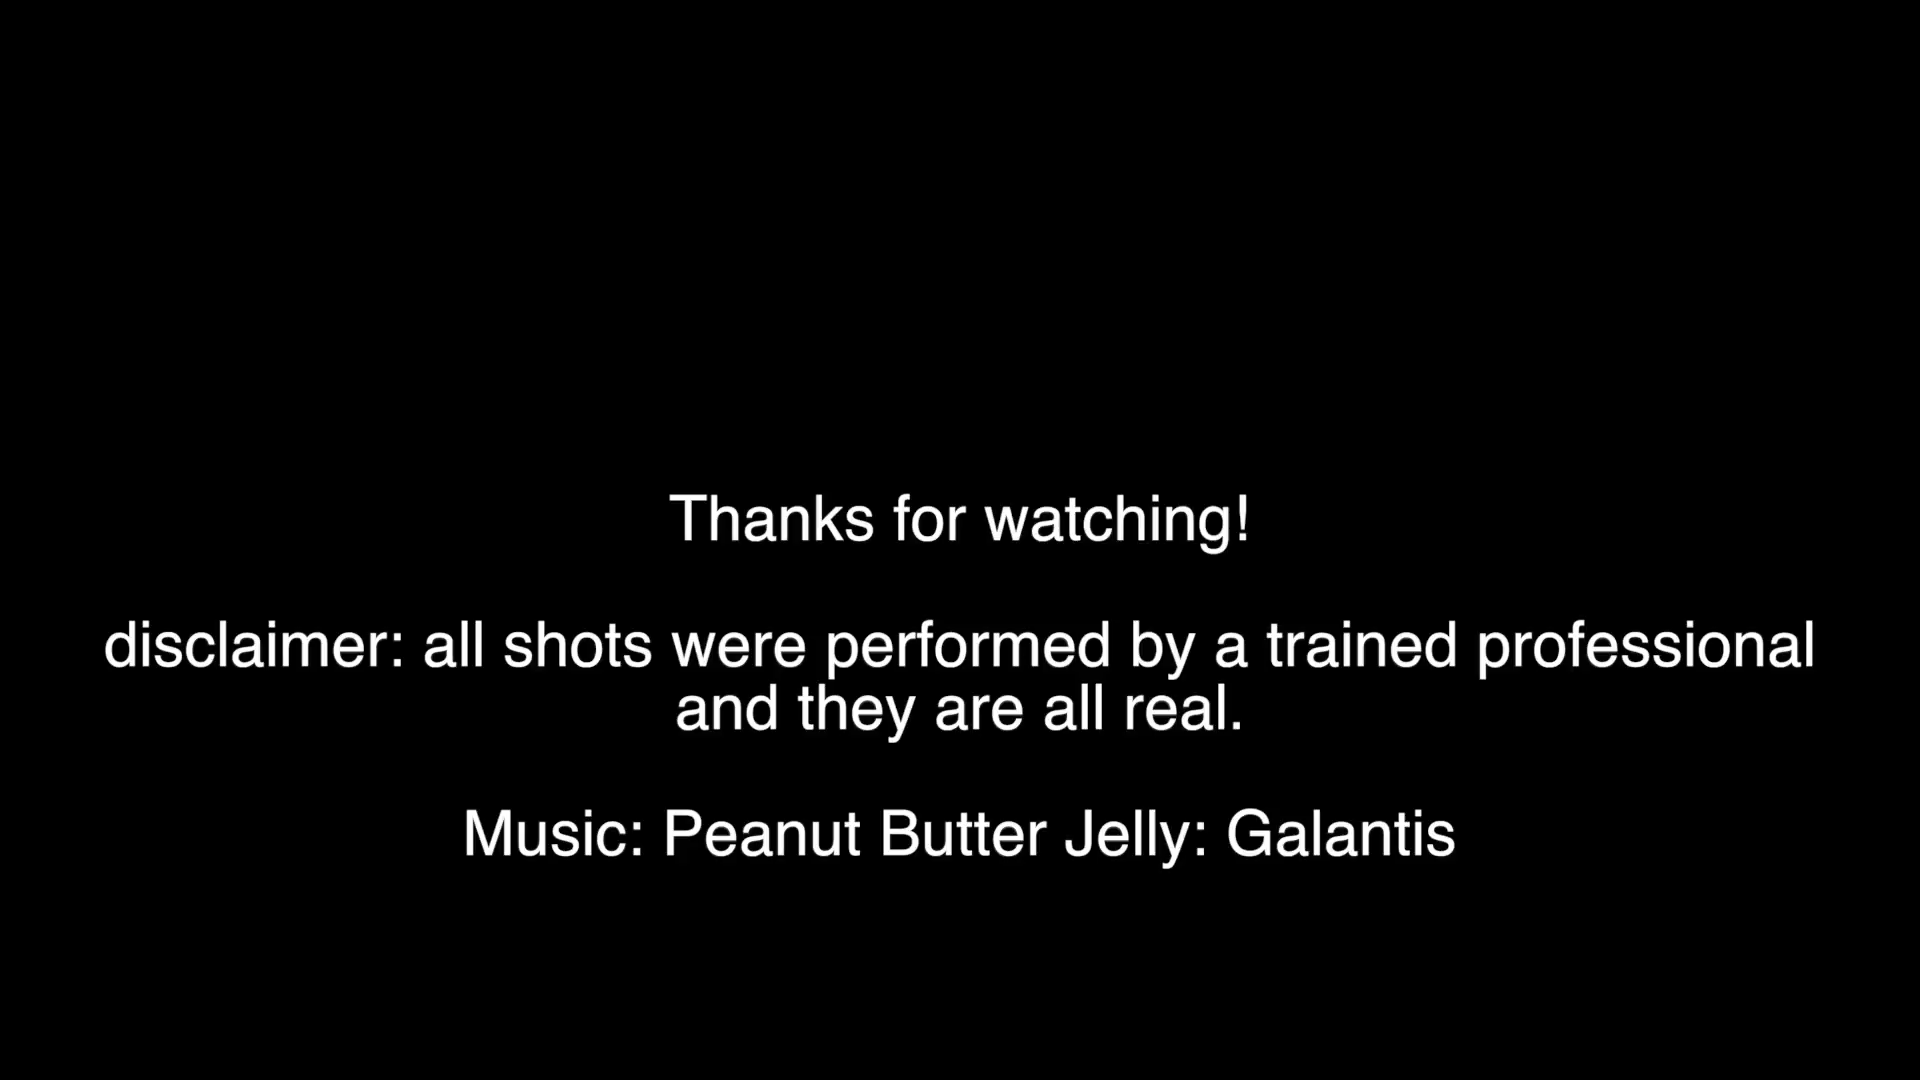 Thanks for watching!
disclaimer: all shots were performed by a trained professional
and they are all real.
Music: Peanut Butter Jelly: Galantis